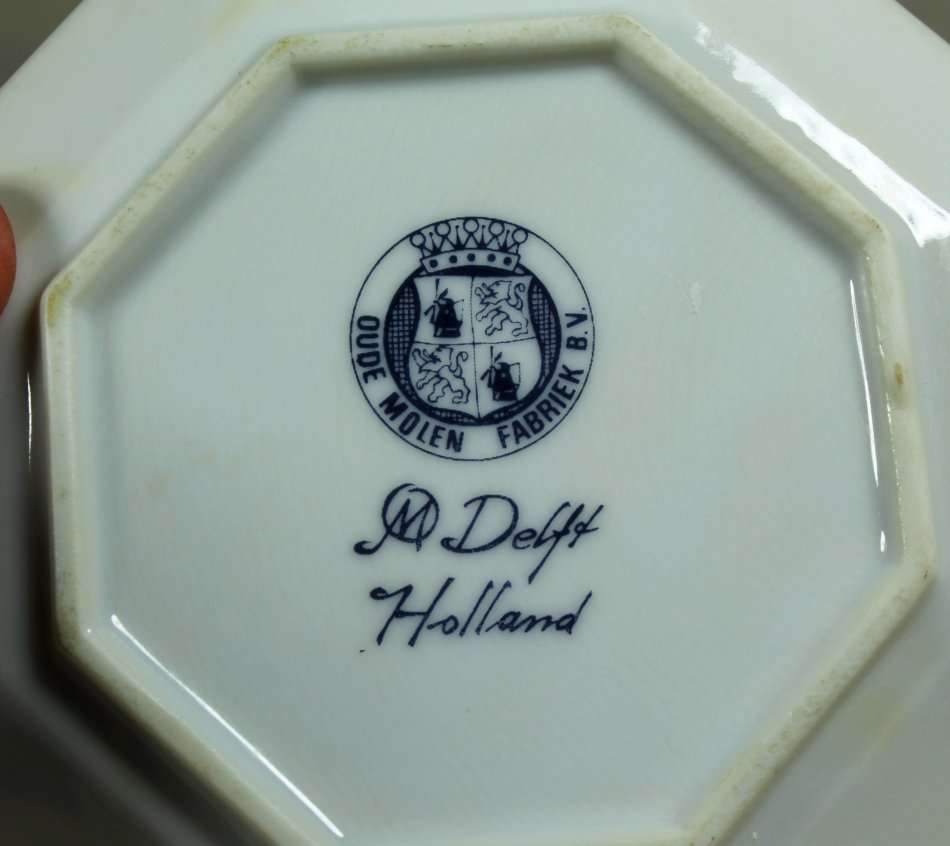 OUDE MOLEN FABRIEK B.V.
OM Delft
Holland